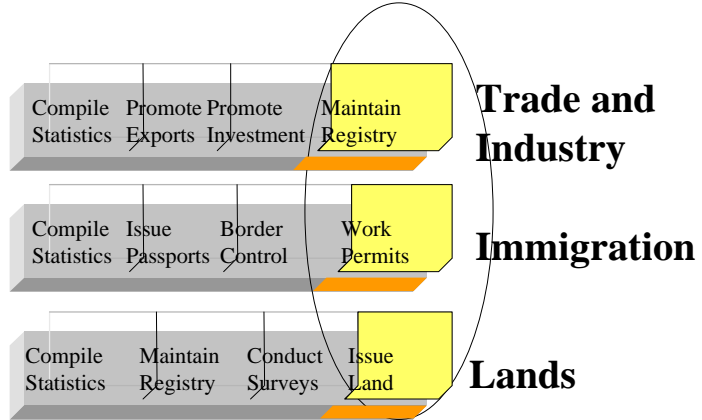 Compile Promote Promote Maintain
Statistics Exports Investment Registry
Trade and
Industry
Compile Issue Border Work
Statistics Passports Control Permits
Immigration
Compile Maintain Conduct Issue
Statistics Registry Surveys Land
Lands